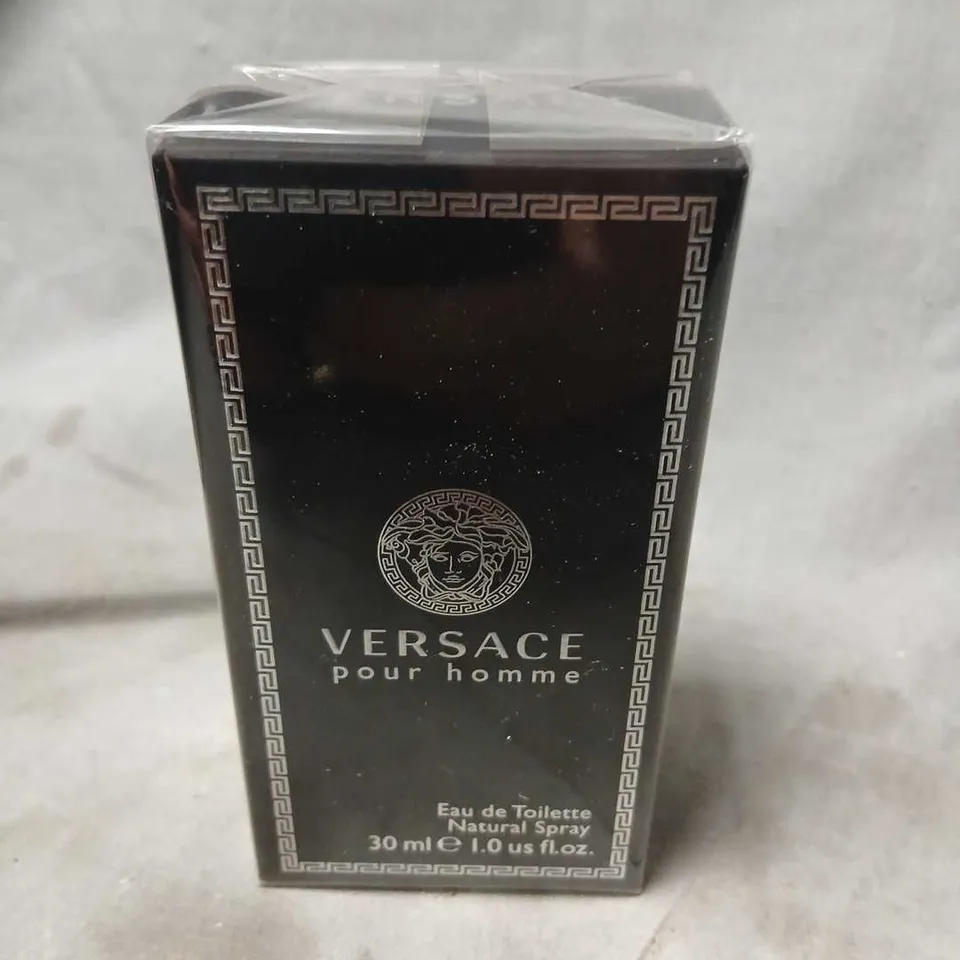 VERSACE
pour homme
Eau de Toilette
Natural Spray
30 ml ℮ 1.0 us fl.oz.